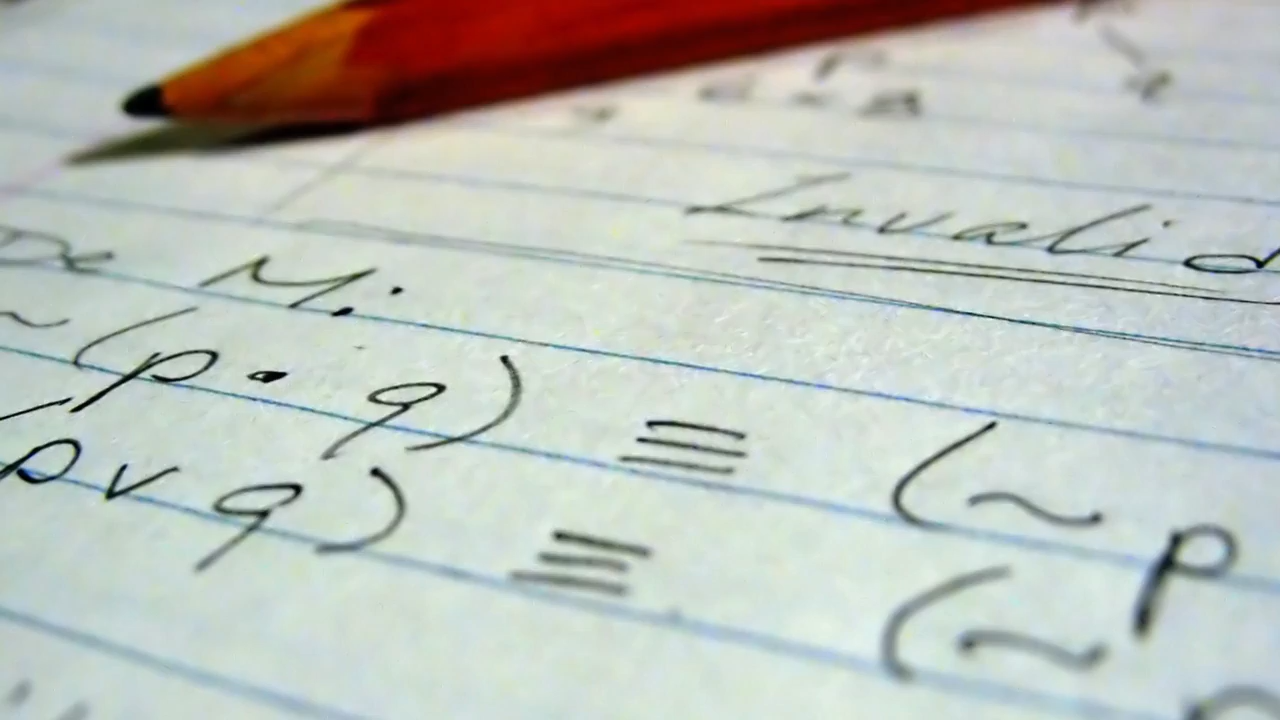 Invalid
De M.:
~(p · q) ≡ (~p
p v q) ≡ (~